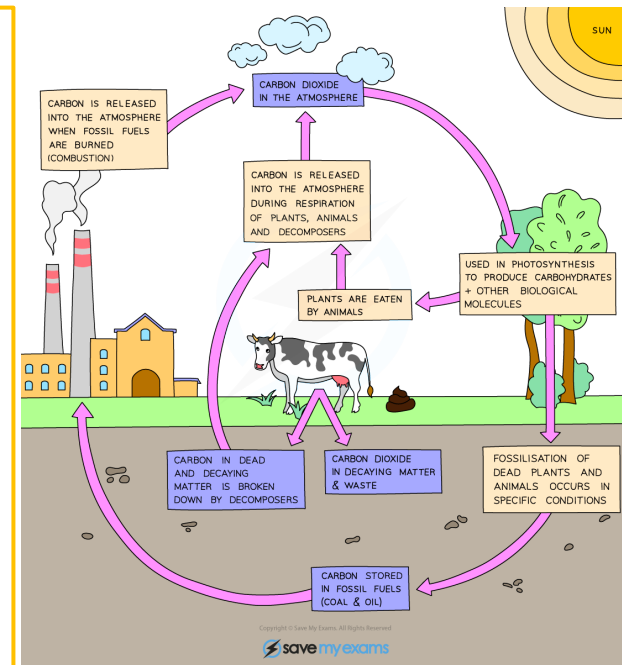 SUN
CARBON DIOXIDE
IN THE ATMOSPHERE
CARBON IS RELEASED
INTO THE ATMOSPHERE
WHEN FOSSIL FUELS
ARE BURNED
(COMBUSTION)
CARBON IS RELEASED
INTO THE ATMOSPHERE
DURING RESPIRATION
OF PLANTS, ANIMALS
AND DECOMPOSERS
USED IN PHOTOSYNTHESIS
TO PRODUCE CARBOHYDRATES
+ OTHER BIOLOGICAL
MOLECULES
PLANTS ARE EATEN
BY ANIMALS
CARBON IN DEAD
AND DECAYING
MATTER IS BROKEN
DOWN BY DECOMPOSERS
CARBON DIOXIDE
IN DECAYING MATTER
& WASTE
FOSSILISATION OF
DEAD PLANTS AND
ANIMALS OCCURS IN
SPECIFIC CONDITIONS
CARBON STORED
IN FOSSIL FUELS
(COAL & OIL)
Copyright © Save My Exams. All Rights Reserved
save my exams